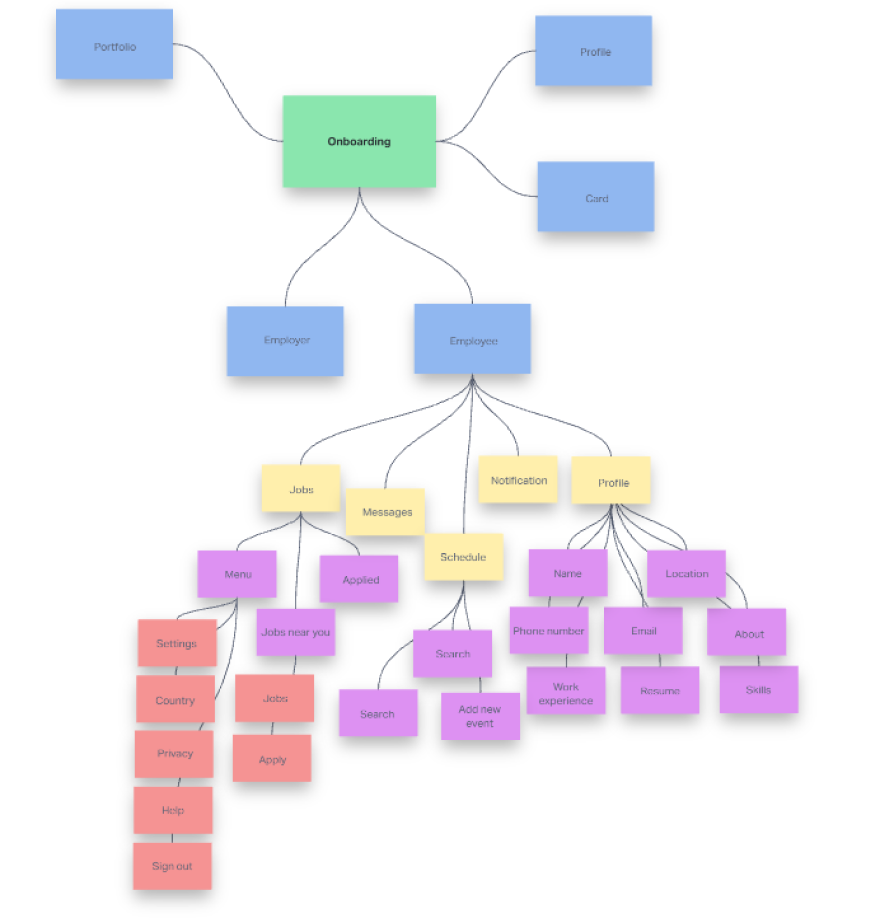 Portfolio
Profile
Onboarding
Card
Employer
Employee
Jobs
Messages
Schedule
Notification
Profile
Menu
Applied
Jobs near you
Settings
Country
Privacy
Help
Sign out
Jobs
Apply
Search
Search
Add new
event
Name
Location
Phone number
Email
About
Work
experience
Resume
Skills